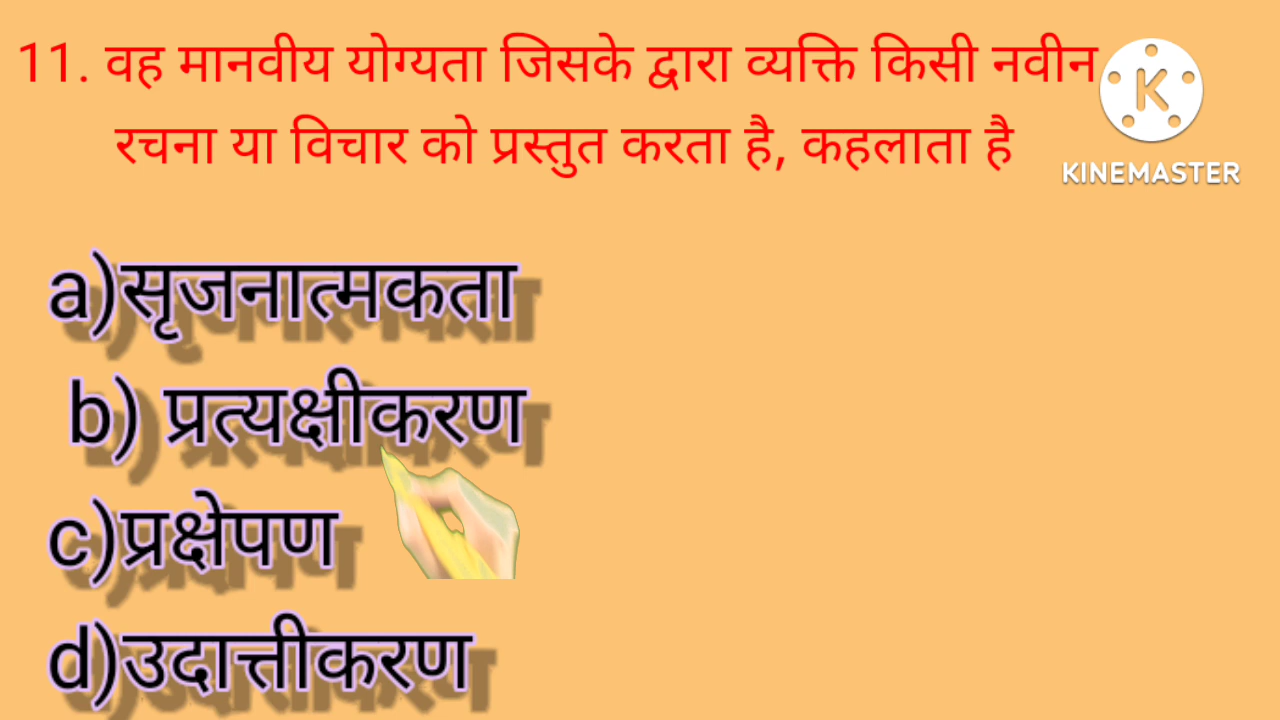 11. वह मानवीय योग्यता जिसके द्वारा व्यक्ति किसी नवीन
रचना या विचार को प्रस्तुत करता है, कहलाता है
K
KINEMASTER
a)सृजनात्मकता
b) प्रत्यक्षीकरण
c)प्रक्षेपण
d)उदात्तीकरण